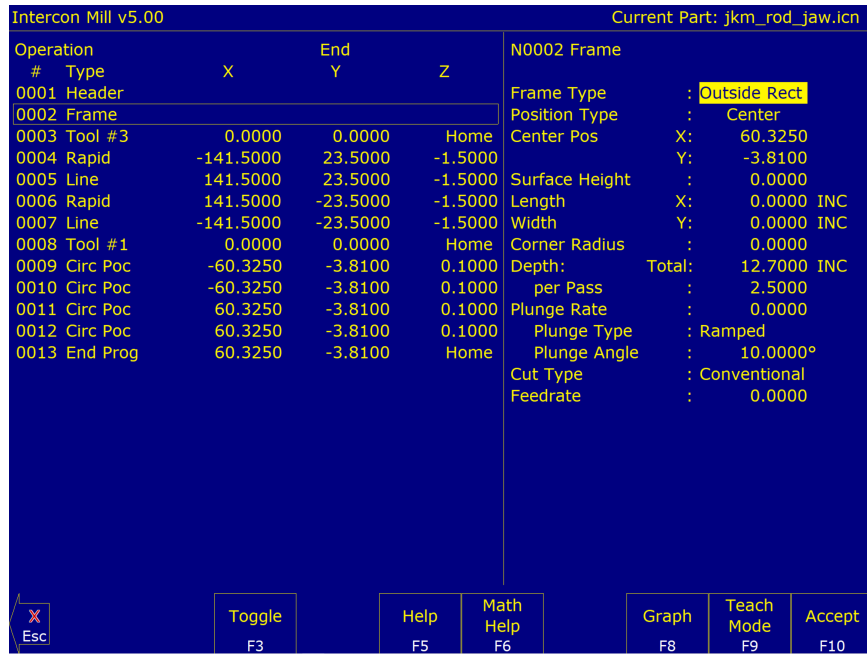 Intercon Mill v5.00 Current Part: jkm_rod_jaw.icn
Operation End
# Type X Y Z
0001 Header
0002 Frame
0003 Tool #3 0.0000 0.0000 Home
0004 Rapid -141.5000 23.5000 -1.5000
0005 Line 141.5000 23.5000 -1.5000
0006 Rapid 141.5000 -23.5000 -1.5000
0007 Line -141.5000 -23.5000 -1.5000
0008 Tool #1 0.0000 0.0000 Home
0009 Circ Poc -60.3250 -3.8100 0.1000
0010 Circ Poc -60.3250 -3.8100 0.1000
0011 Circ Poc 60.3250 -3.8100 0.1000
0012 Circ Poc 60.3250 -3.8100 0.1000
0013 End Prog 60.3250 -3.8100 Home
N0002 Frame
Frame Type : Outside Rect
Position Type : Center
Center Pos X: 60.3250
Y: -3.8100
Surface Height : 0.0000
Length X: 0.0000 INC
Width Y: 0.0000 INC
Corner Radius : 0.0000
Depth: Total: 12.7000 INC
per Pass : 2.5000
Plunge Rate : 0.0000
Plunge Type : Ramped
Plunge Angle : 10.0000°
Cut Type : Conventional
Feedrate : 0.0000
X
Esc
Toggle
F3
Help
F5
Math
Help
F6
Graph
F8
Teach
Mode
F9
Accept
F10